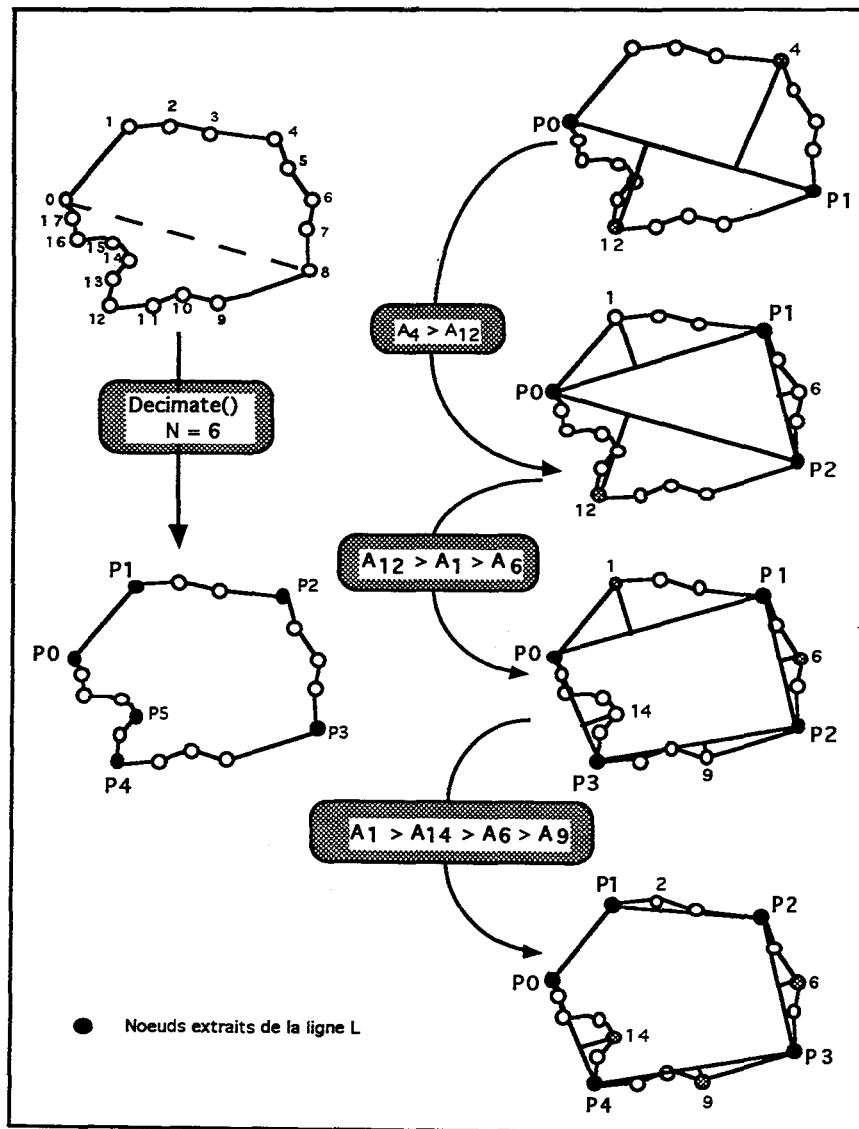 1 2 3 4
5
0 6
17
16 15 7
14
13 8
12 11 10 9
Decimate()
N = 6
P1 P2
P0
P5
P3
P4
4
P0
P1
12
A4 > A12
1 P1
P0 6
P2
12
A12 > A1 > A6
1 P1
P0 6
14
P2
P3 9
A1 > A14 > A6 > A9
P1 2 P2
P0 6
14
P3
P4 9
Noeuds extraits de la ligne L